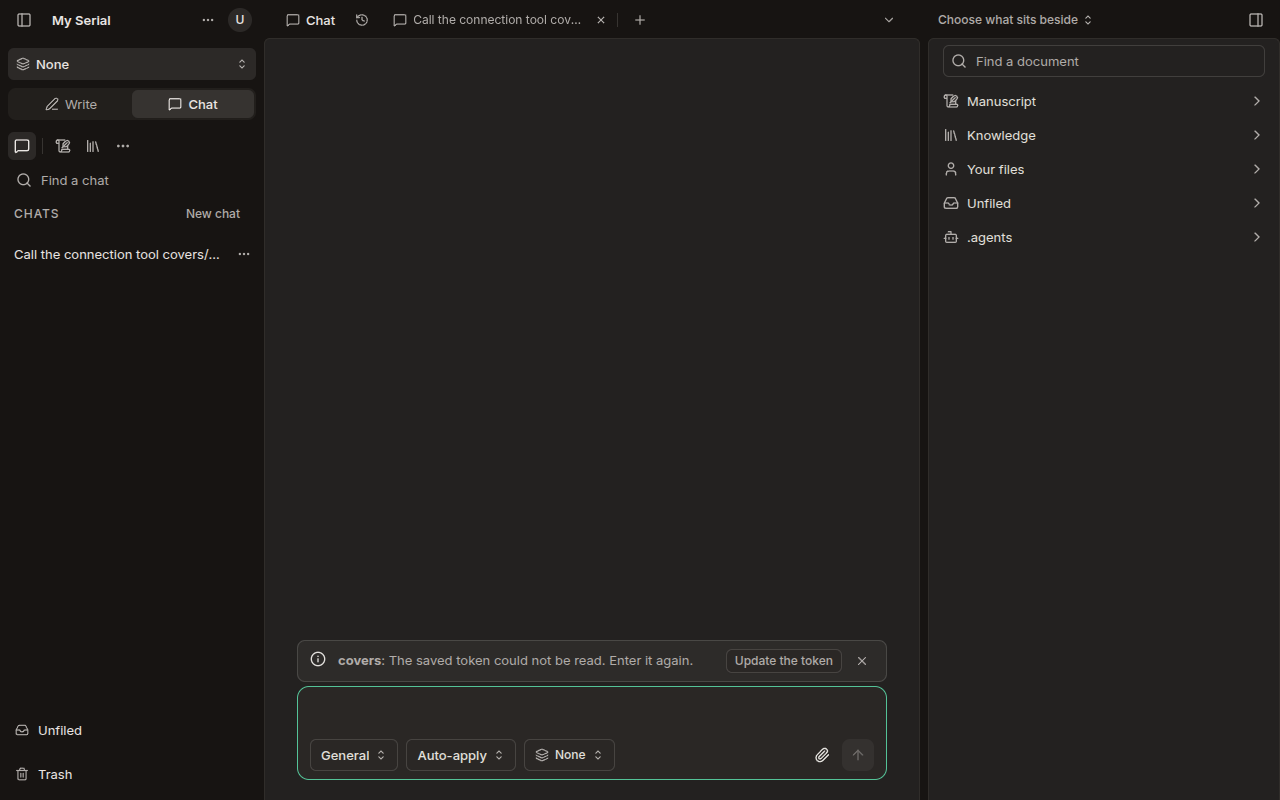 My Serial
U
None
Write
Chat
Find a chat
CHATS
New chat
Call the connection tool covers/...
Unfiled
Trash
Chat
Call the connection tool cov...
covers: The saved token could not be read. Enter it again.
Update the token
General
Auto-apply
None
Choose what sits beside
Find a document
Manuscript
Knowledge
Your files
Unfiled
.agents